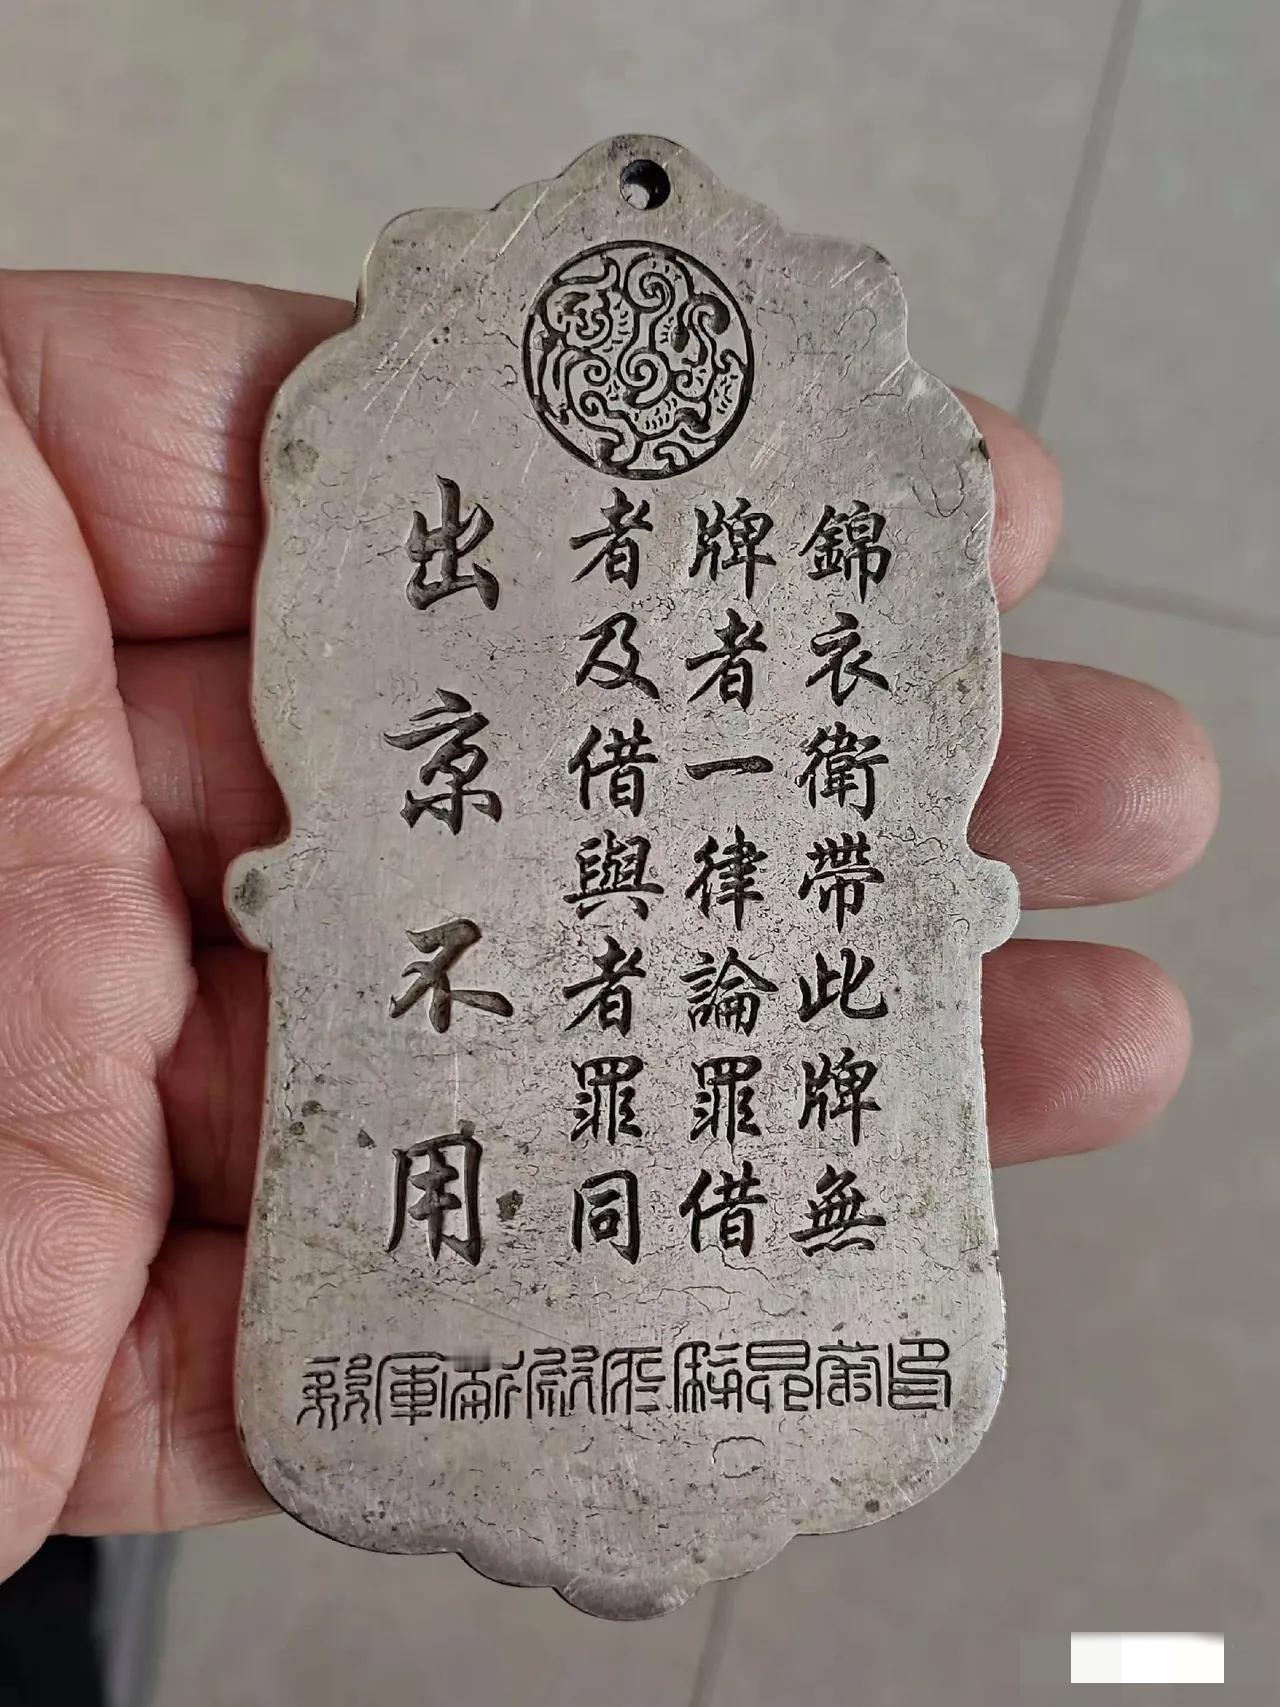 錦衣衛帶此牌無
牌者一律論罪借
者及借與者罪同
出京不用